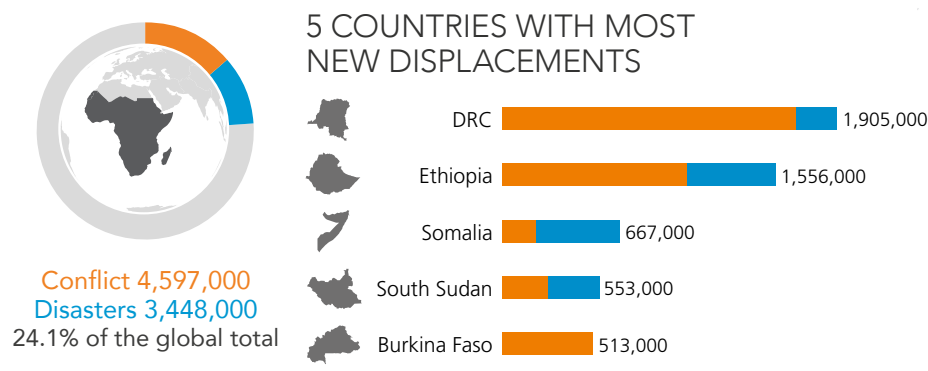 5 COUNTRIES WITH MOST
NEW DISPLACEMENTS
DRC 1,905,000
Ethiopia 1,556,000
Somalia 667,000
South Sudan 553,000
Burkina Faso 513,000
Conflict 4,597,000
Disasters 3,448,000
24.1% of the global total